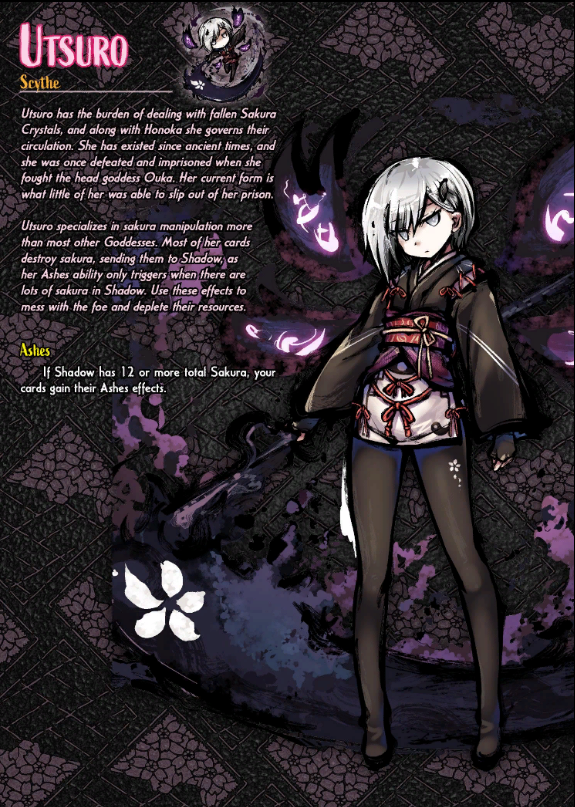 Utsuro
Scythe
Utsuro has the burden of dealing with fallen Sakura
Crystals, and along with Honoka she governs their
circulation. She has existed since ancient times, and
she was once defeated and imprisoned when she
fought the head goddess Ouka. Her current form is
what little of her was able to slip out of her prison.
Utsuro specializes in sakura manipulation more
than most other Goddesses. Most of her cards
destroy sakura, sending them to Shadow, as
her Ashes ability only triggers when there are
lots of sakura in Shadow. Use these effects to
mess with the foe and deplete their resources.
Ashes
If Shadow has 12 or more total Sakura, your
cards gain their Ashes effects.